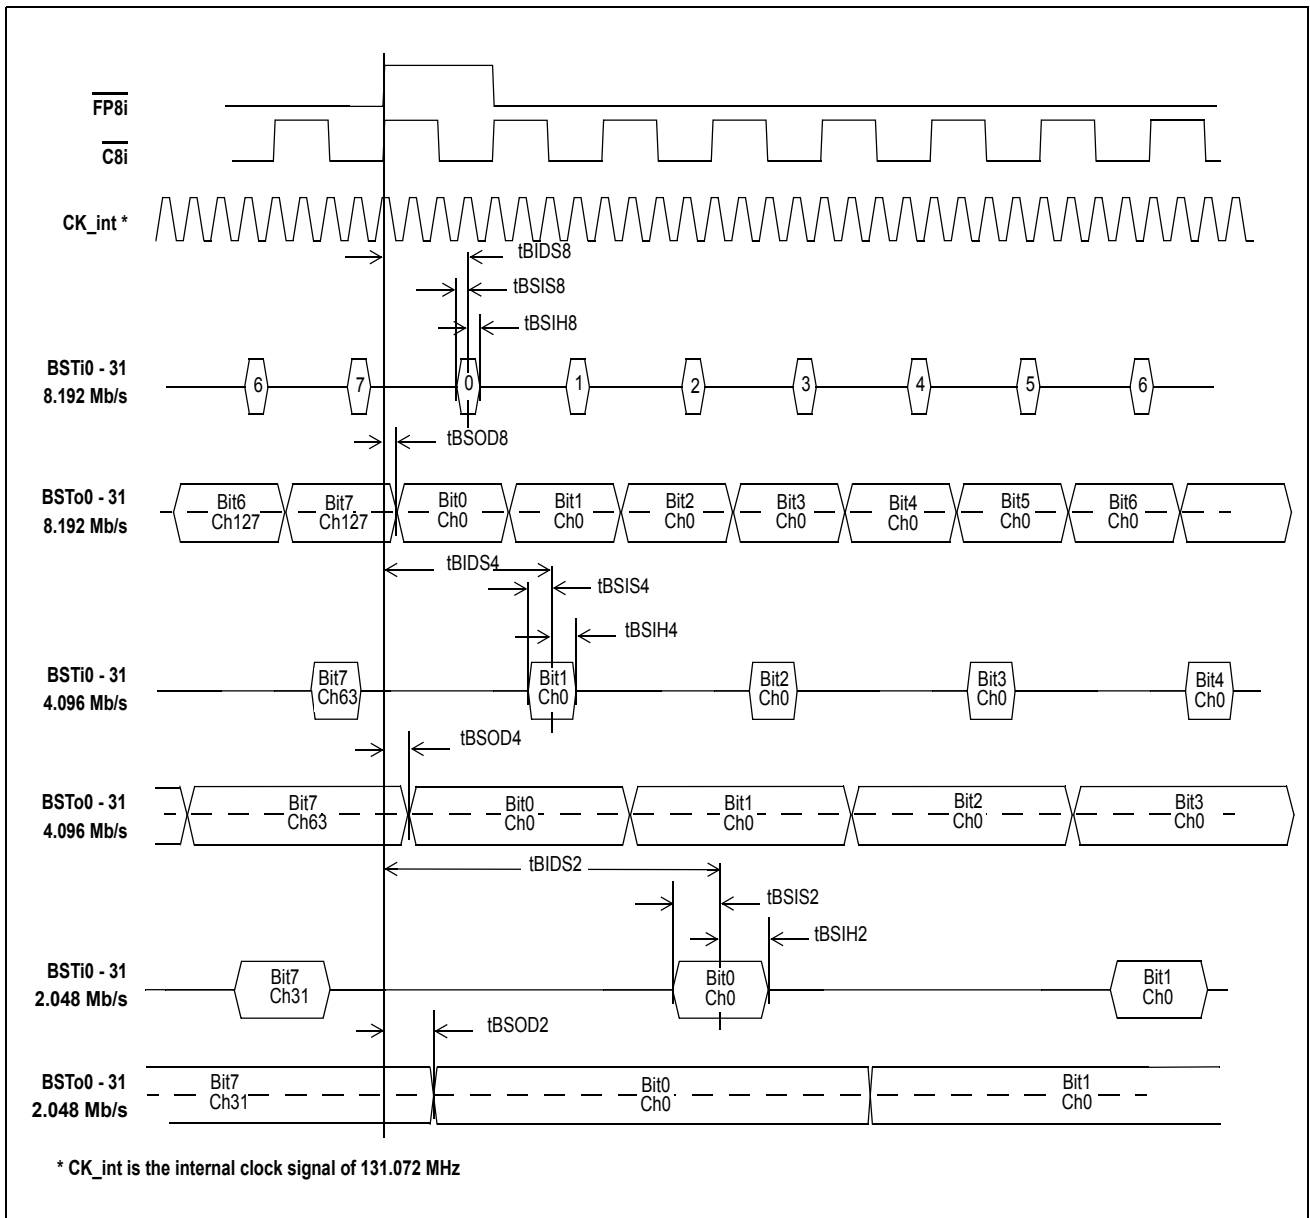 FP8i
C8i
CK_int *
tBIDS8
tBSIS8
tBSIH8
BSTi0 - 31
8.192 Mb/s
6 7 0 1 2 3 4 5 6
tBSOD8
BSTo0 - 31
8.192 Mb/s
Bit6 Bit7 Bit0 Bit1 Bit2 Bit3 Bit4 Bit5 Bit6
Ch127 Ch127 Ch0 Ch0 Ch0 Ch0 Ch0 Ch0 Ch0
tBIDS4
tBSIS4
tBSIH4
BSTi0 - 31
4.096 Mb/s
Bit7 Bit1 Bit2 Bit3 Bit4
Ch63 Ch0 Ch0 Ch0 Ch0
tBSOD4
BSTo0 - 31
4.096 Mb/s
Bit7 Bit0 Bit1 Bit2 Bit3
Ch63 Ch0 Ch0 Ch0 Ch0
tBIDS2
tBSIS2
tBSIH2
BSTi0 - 31
2.048 Mb/s
Bit7 Bit0 Bit1
Ch31 Ch0 Ch0
tBSOD2
BSTo0 - 31
2.048 Mb/s
Bit7 Bit0 Bit1
Ch31 Ch0 Ch0
* CK_int is the internal clock signal of 131.072 MHz